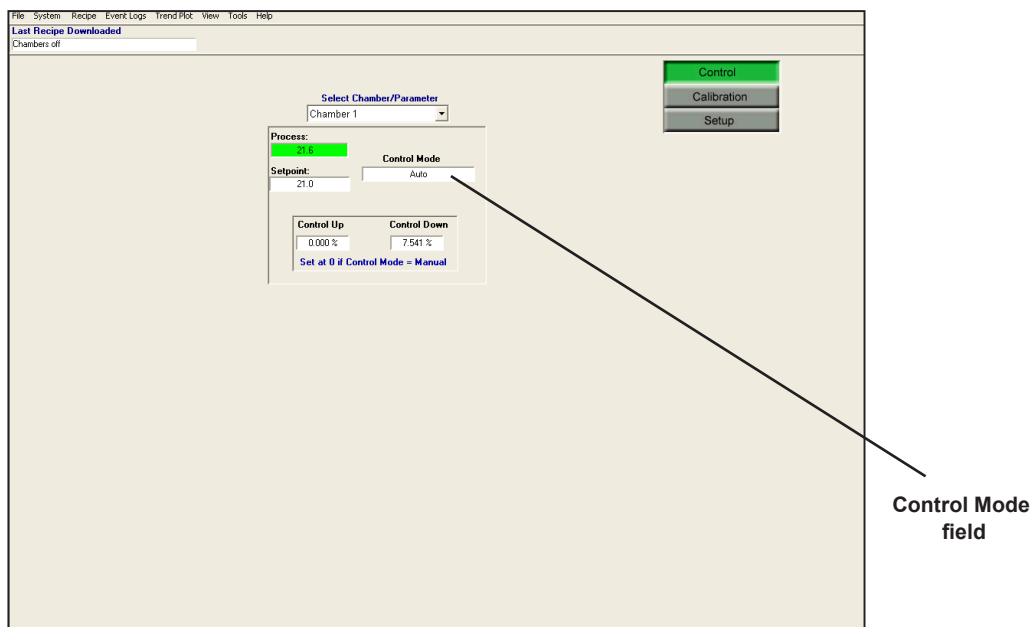 File System Recipe Event Logs Trend Plot View Tools Help
Last Recipe Downloaded
Chambers off
Control
Calibration
Setup
Select Chamber/Parameter
Chamber 1
Process:
21.6
Control Mode
Auto
Setpoint:
21.0
Control Up Control Down
0.000 % 7.541 %
Set at 0 if Control Mode = Manual
Control Mode
field